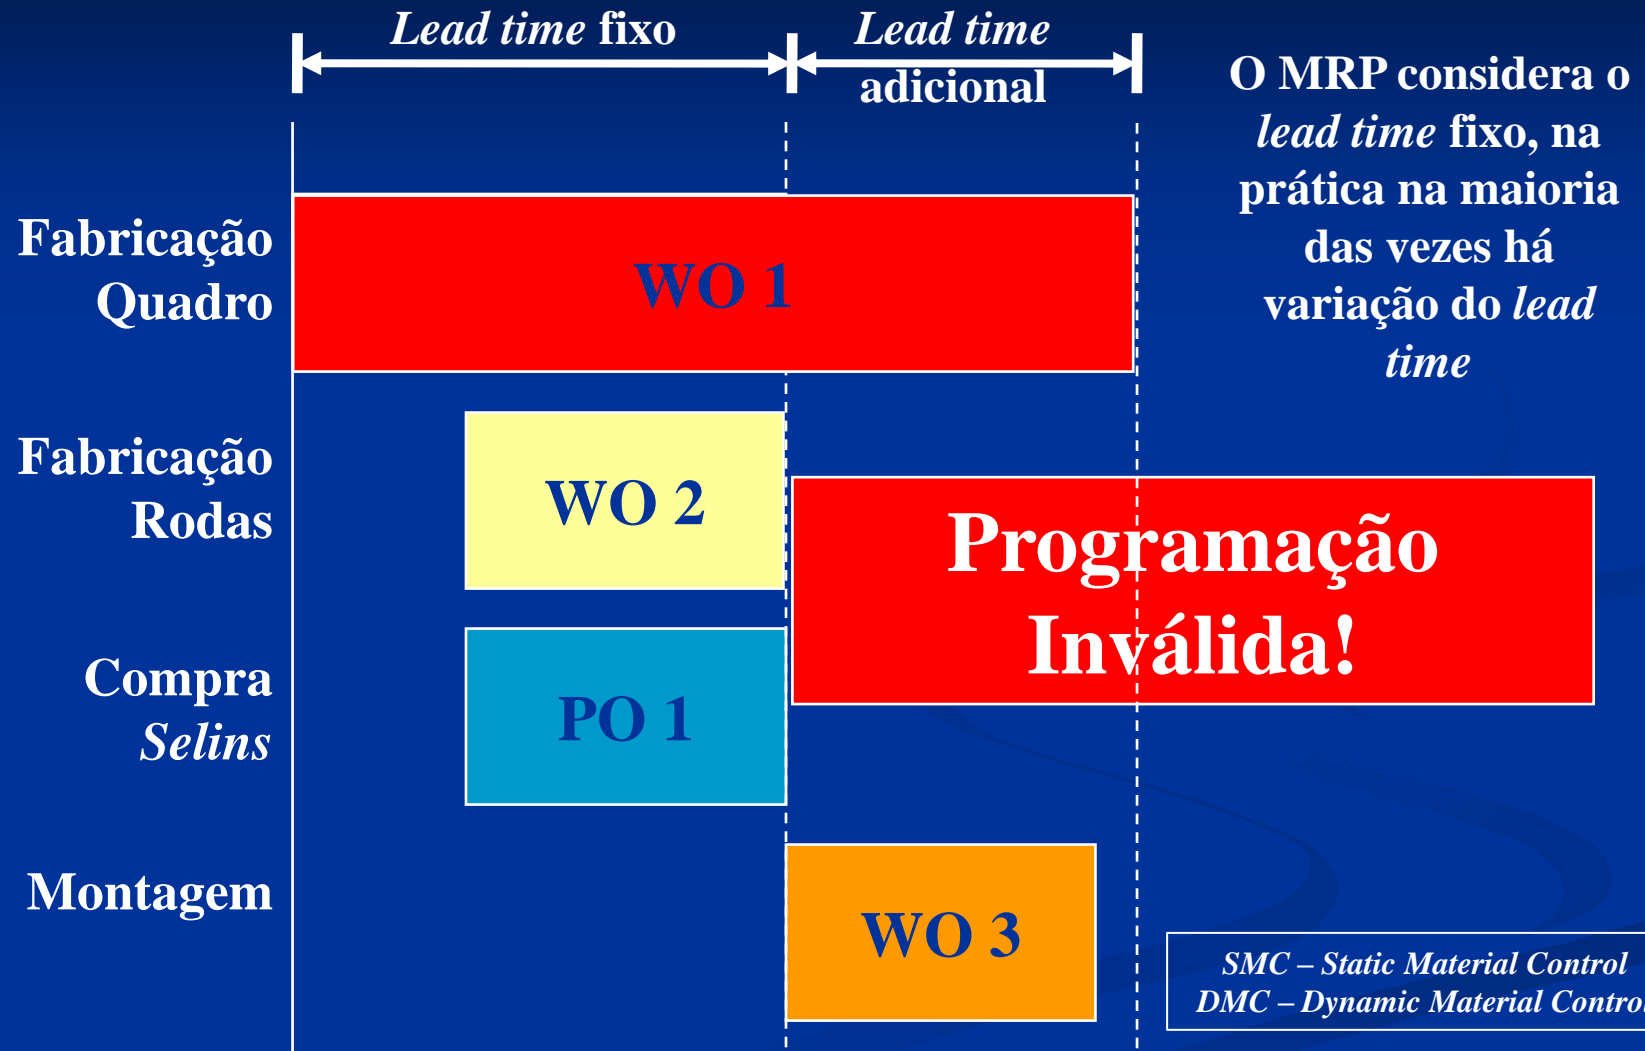 Lead time fixo
Lead time
adicional
O MRP considera o
lead time fixo, na
prática na maioria
das vezes há
variação do lead
time
Fabricação
Quadro
WO 1
Fabricação
Rodas
WO 2
Programação
Inválida!
Compra
Selins
PO 1
Montagem
WO 3
SMC – Static Material Control
DMC – Dynamic Material Control